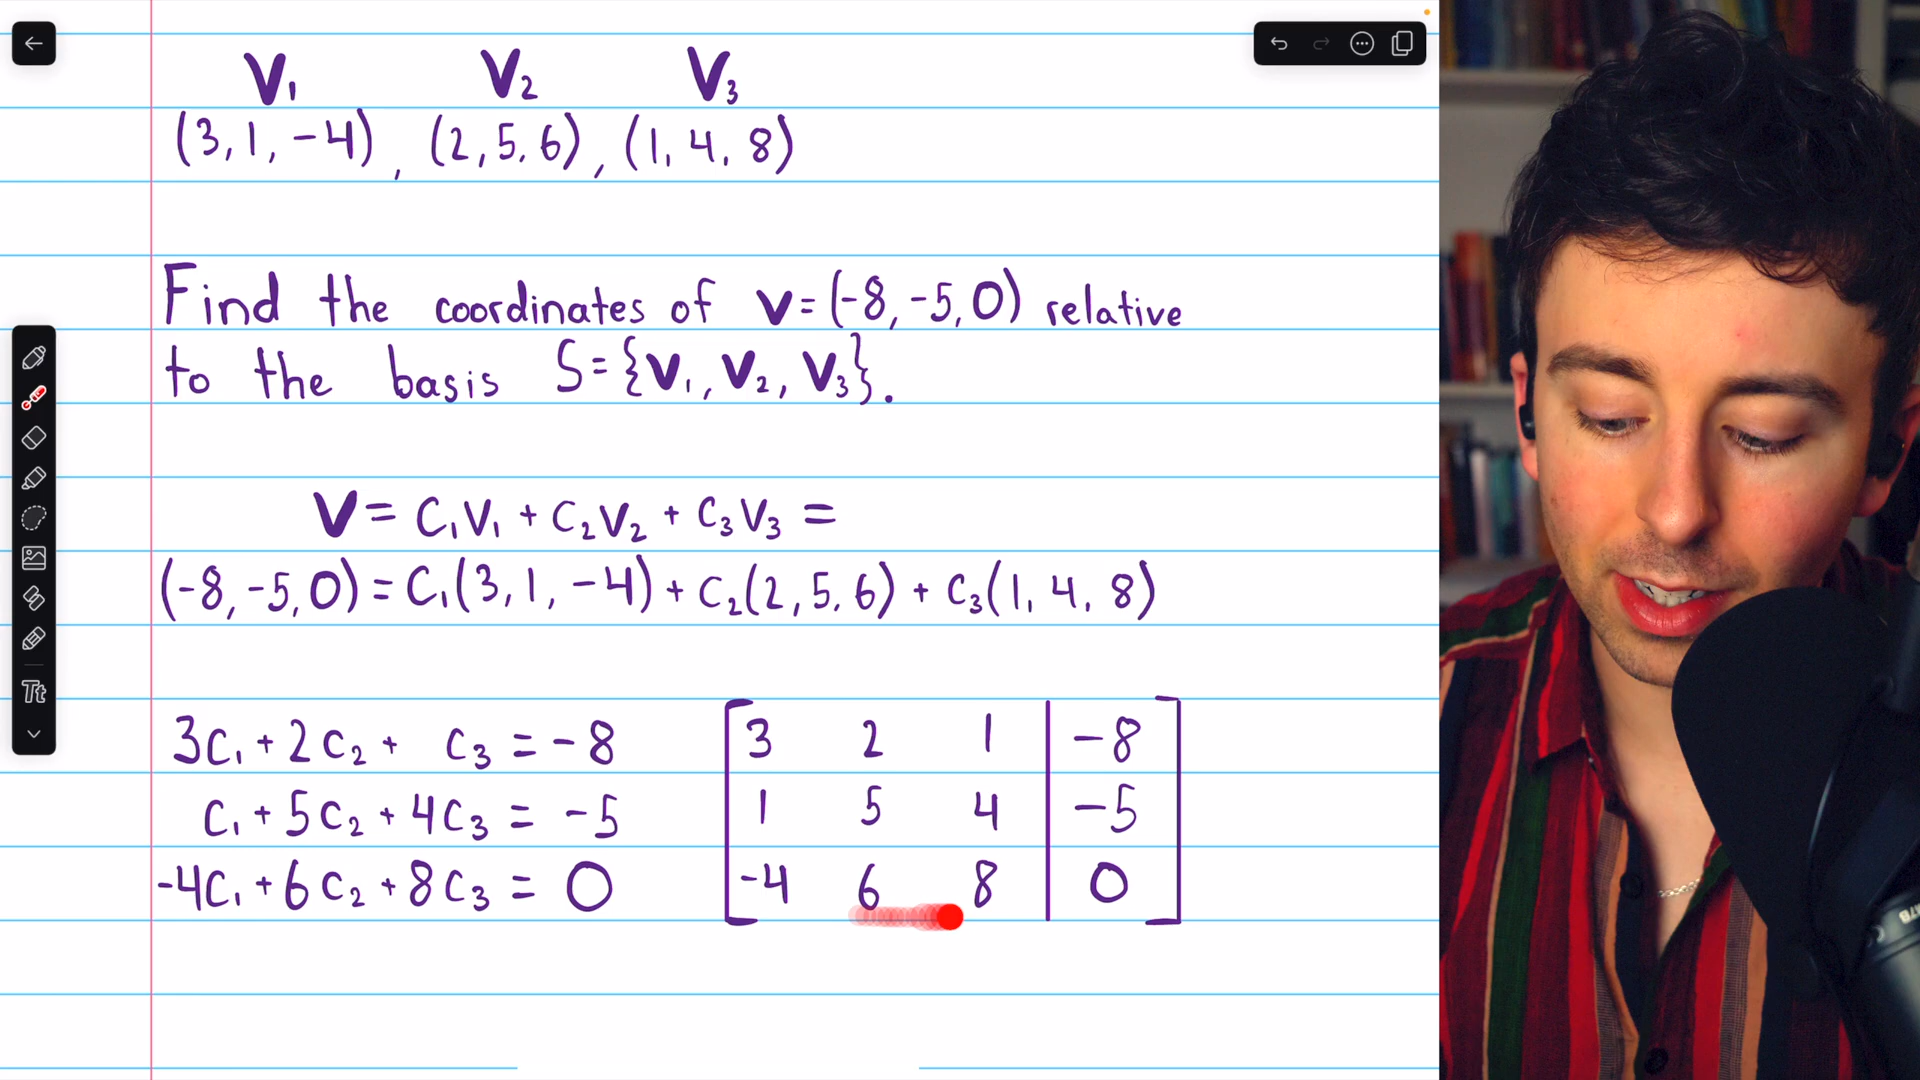 V₁ V₂ V₃
(3, 1, -4), (2, 5, 6), (1, 4, 8)
Find the coordinates of v = (-8, -5, 0) relative
to the basis S = {v₁, v₂, v₃}.
V = C₁V₁ + C₂V₂ + C₃V₃ =
(-8, -5, 0) = C₁(3, 1, -4) + C₂(2, 5, 6) + C₃(1, 4, 8)
3C₁ + 2C₂ + C₃ = -8
C₁ + 5C₂ + 4C₃ = -5
-4C₁ + 6C₂ + 8C₃ = 0
3 2 1 | -8
1 5 4 | -5
-4 6 8 | 0
Tt